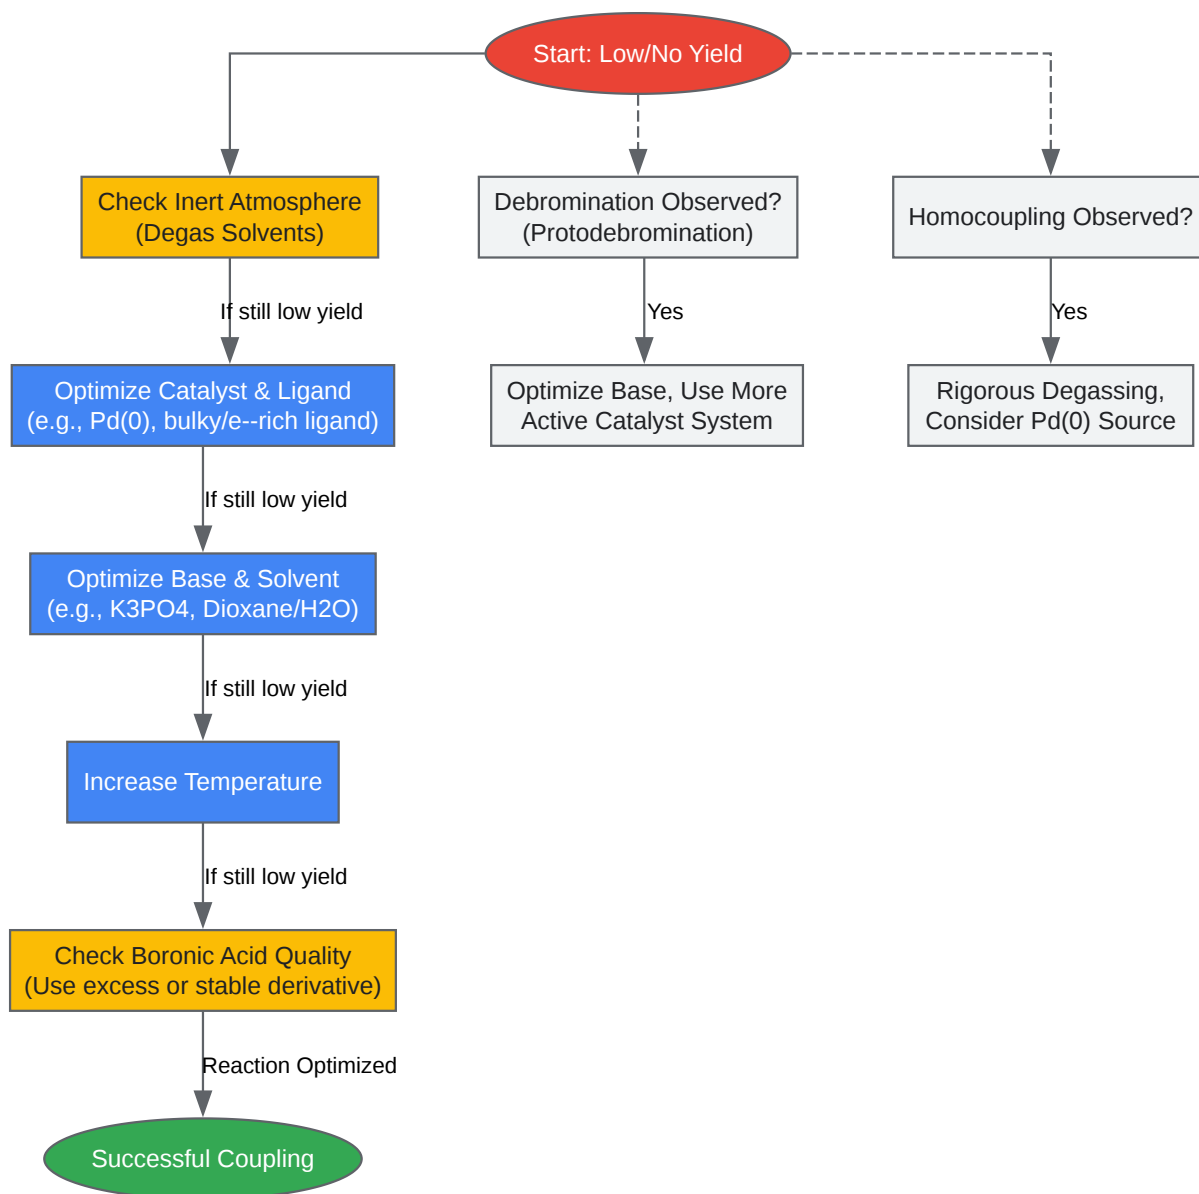 Start: Low/No Yield
Check Inert Atmosphere
(Degas Solvents)
Debromination Observed?
(Protodebromination)
Homocoupling Observed?
If still low yield
Yes
Yes
Optimize Catalyst & Ligand
(e.g., Pd(0), bulky/e--rich ligand)
Optimize Base, Use More
Active Catalyst System
Rigorous Degassing,
Consider Pd(0) Source
If still low yield
Optimize Base & Solvent
(e.g., K3PO4, Dioxane/H2O)
If still low yield
Increase Temperature
If still low yield
Check Boronic Acid Quality
(Use excess or stable derivative)
Reaction Optimized
Successful Coupling